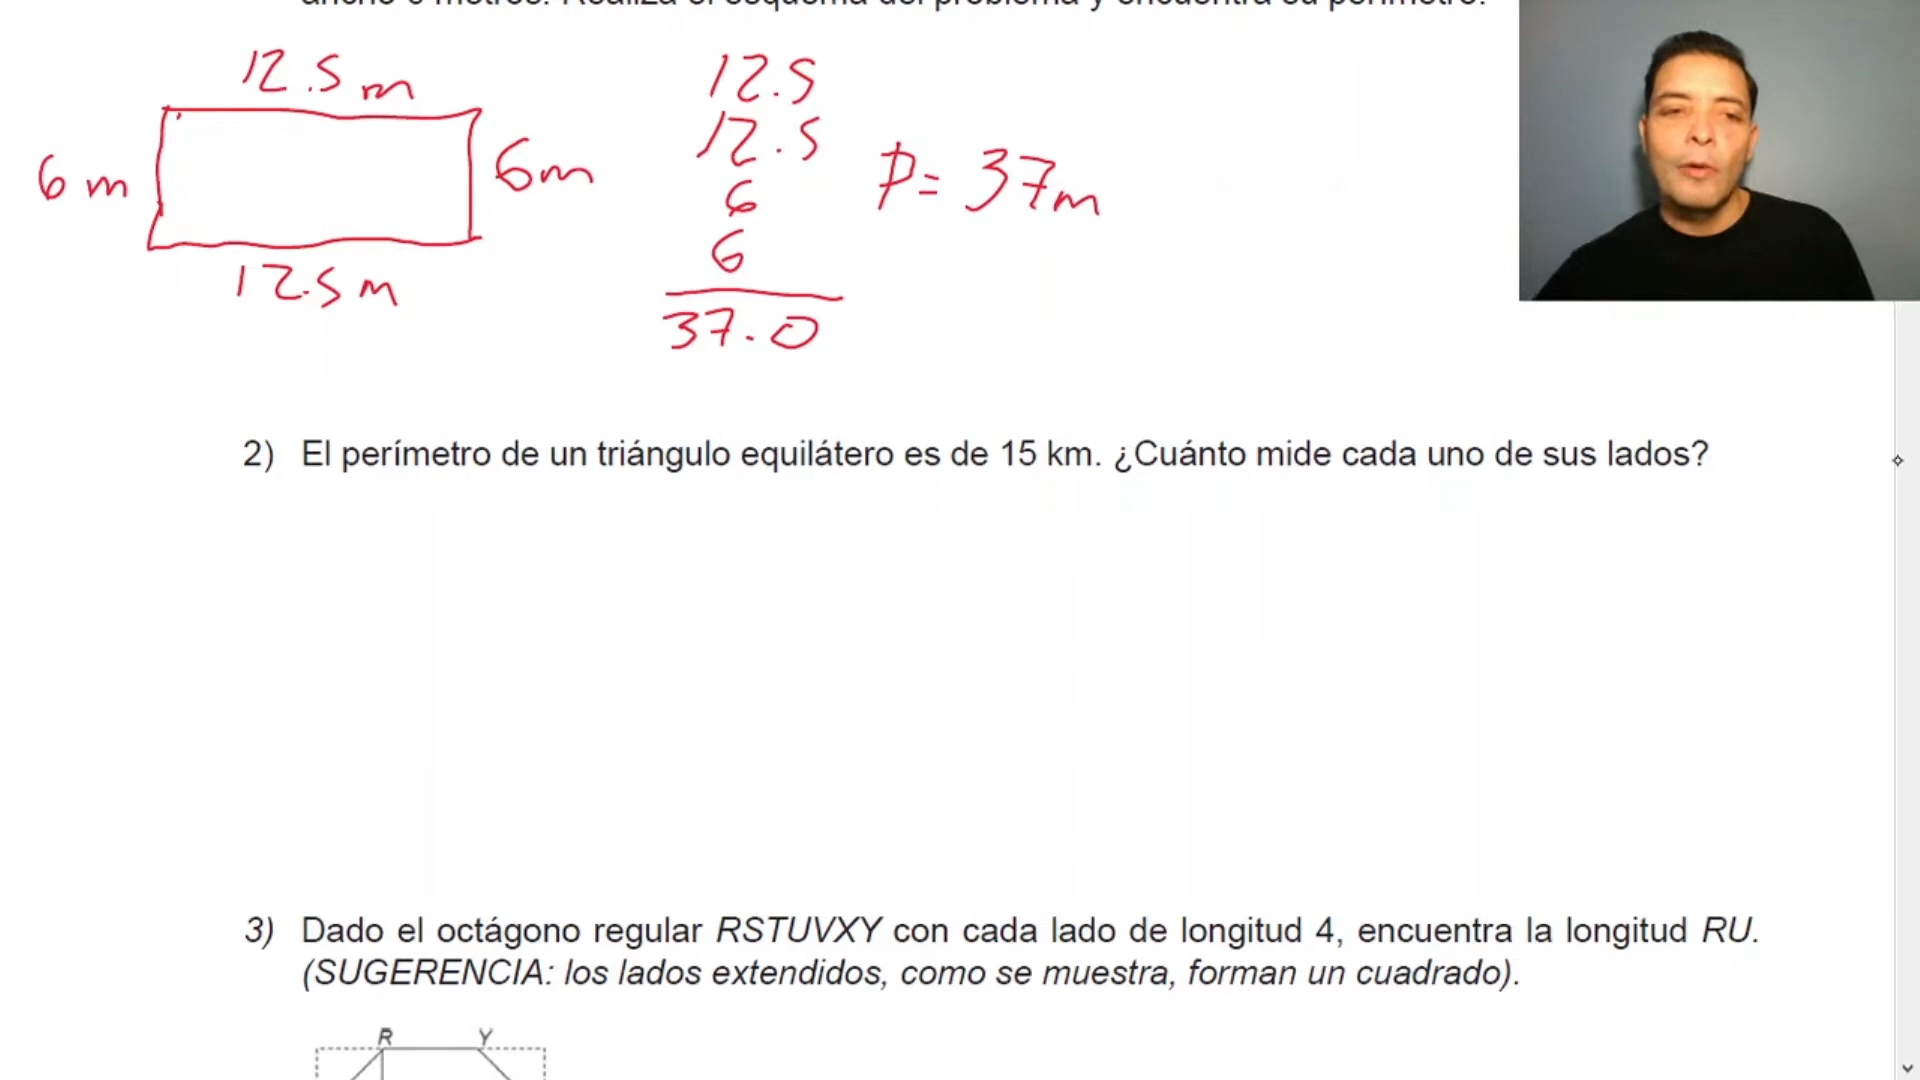 12.5 m
6 m
6m
12.5 m
12.5
12.5
6
6
37.0
P= 37m
2) El perímetro de un triángulo equilátero es de 15 km. ¿Cuánto mide cada uno de sus lados?
3) Dado el octágono regular RSTUVXY con cada lado de longitud 4, encuentra la longitud RU.
(SUGERENCIA: los lados extendidos, como se muestra, forman un cuadrado).
R Y